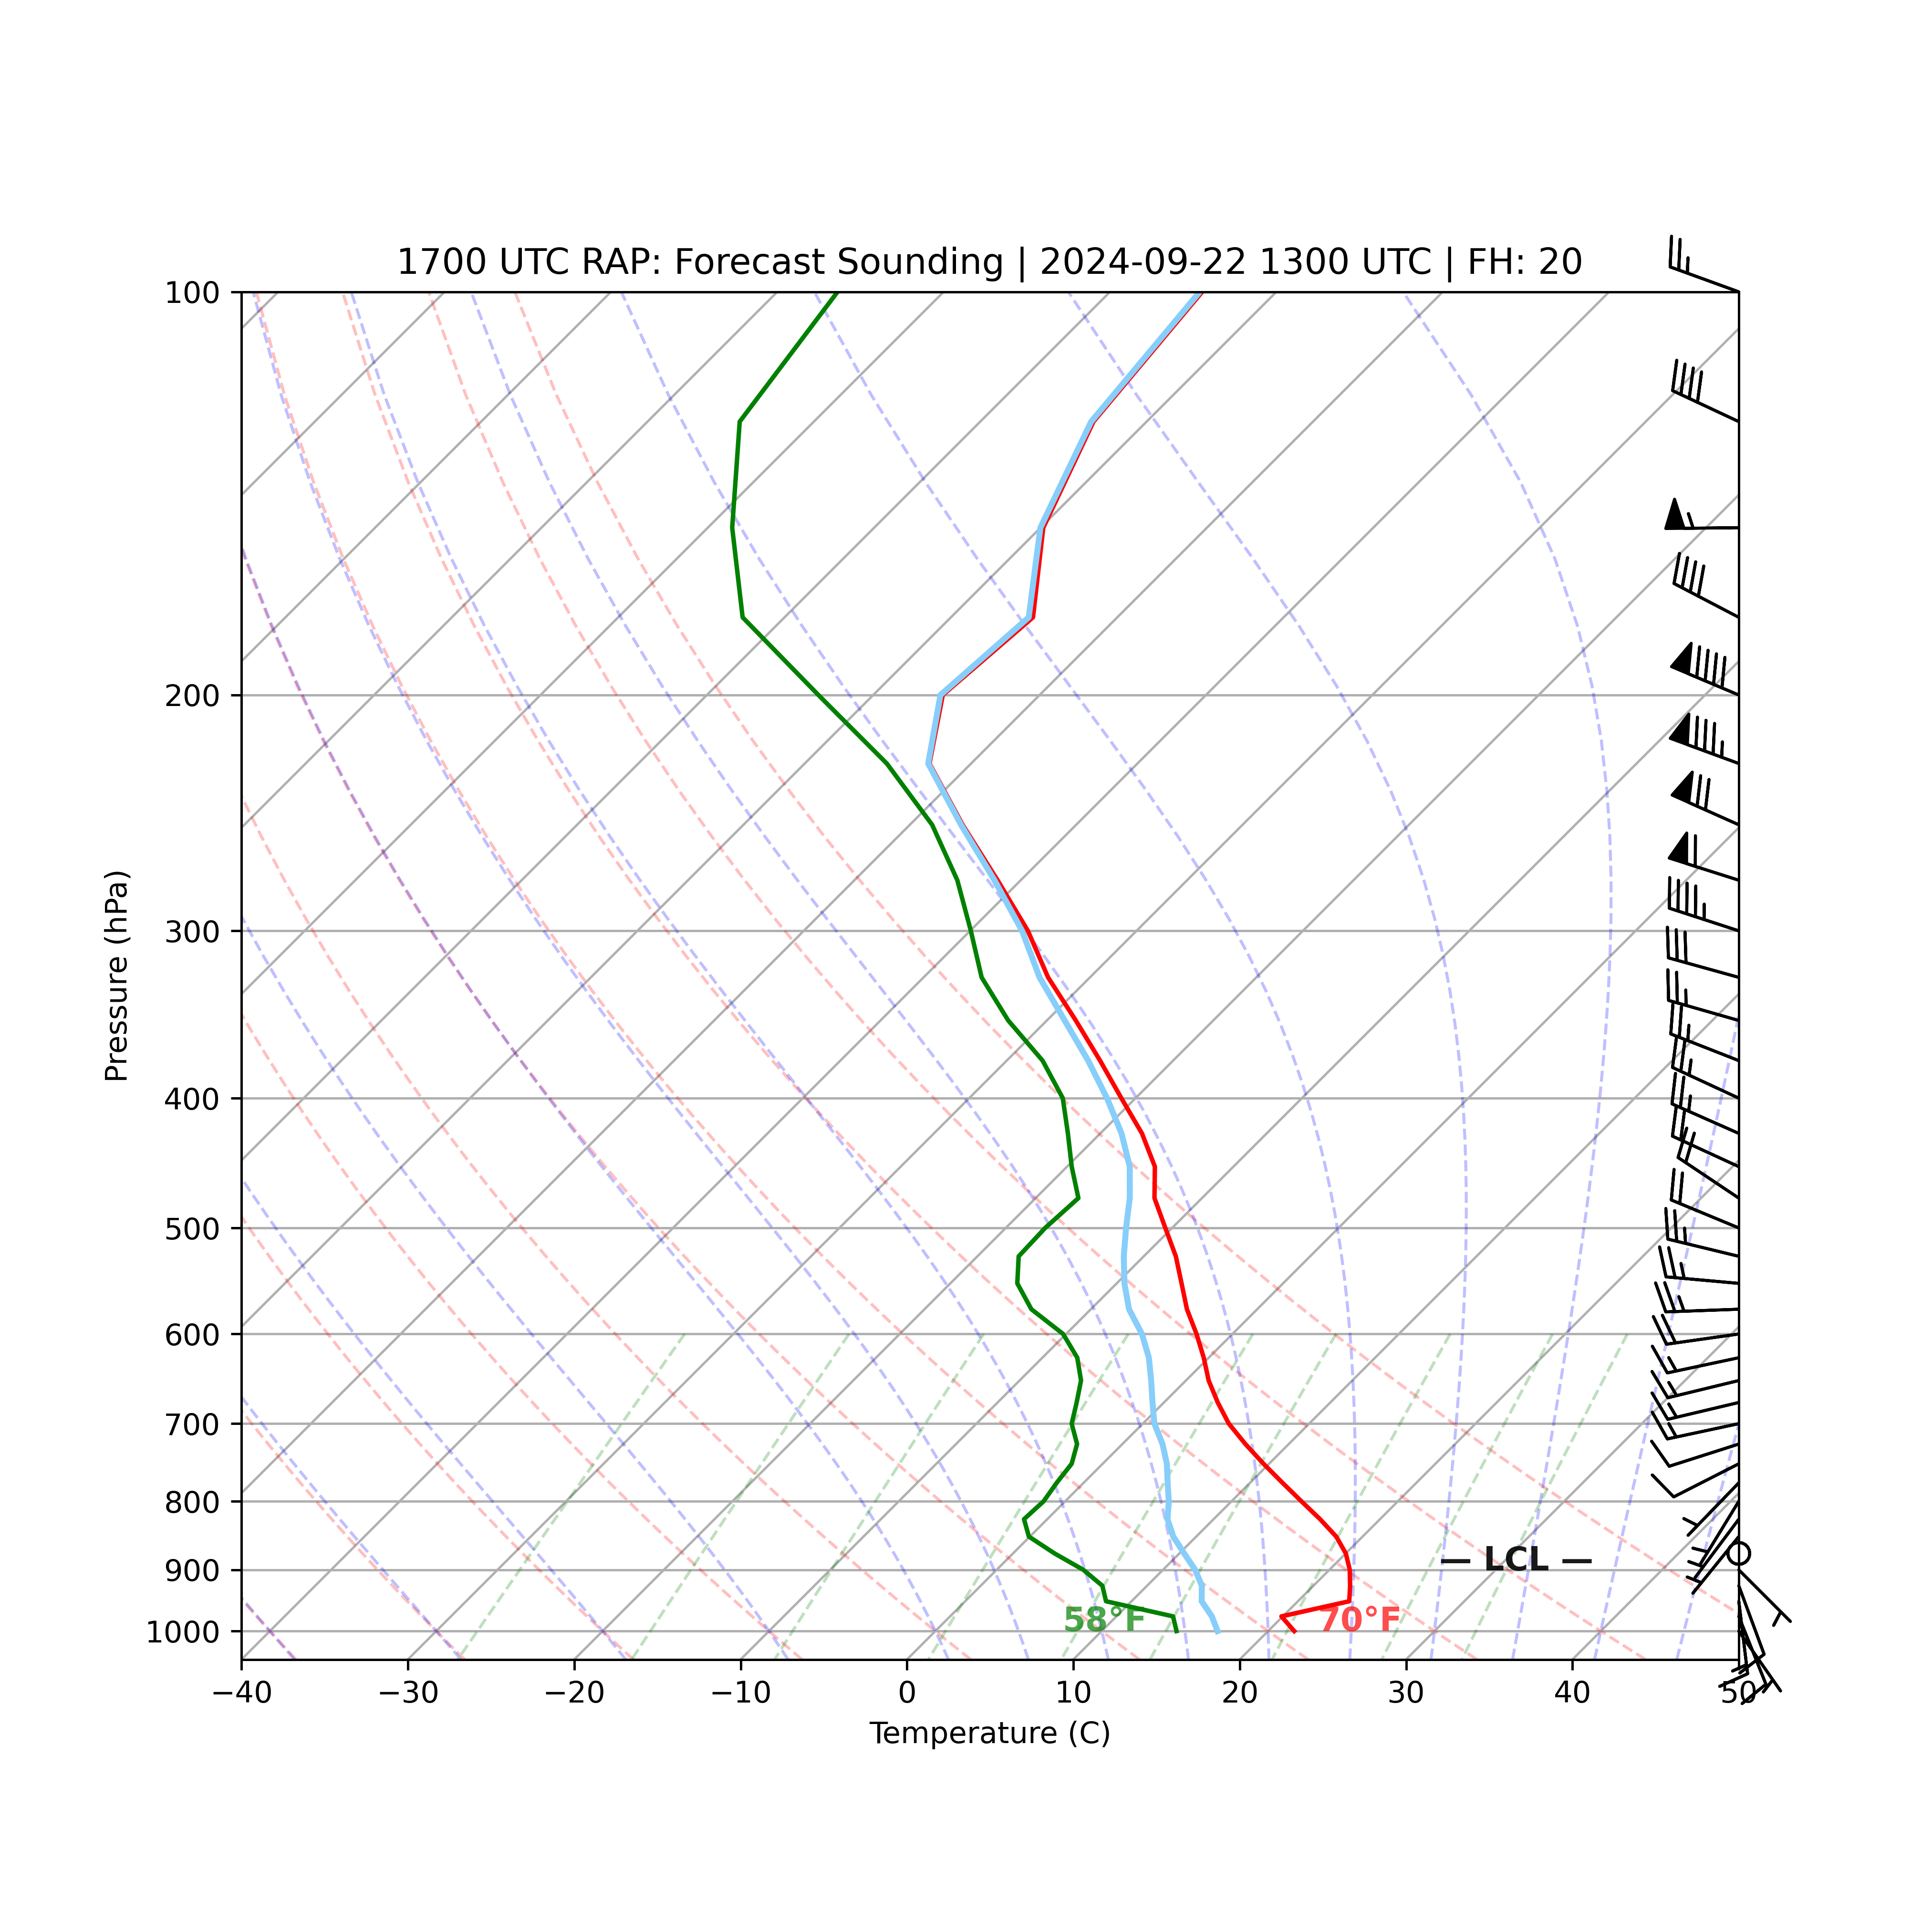 1700 UTC RAP: Forecast Sounding | 2024-09-22 1300 UTC | FH: 20
100
200
300
400
500
600
700
800
900
1000
Pressure (hPa)
— LCL —
58°F
70°F
−40 −30 −20 −10 0 10 20 30 40 50
Temperature (C)